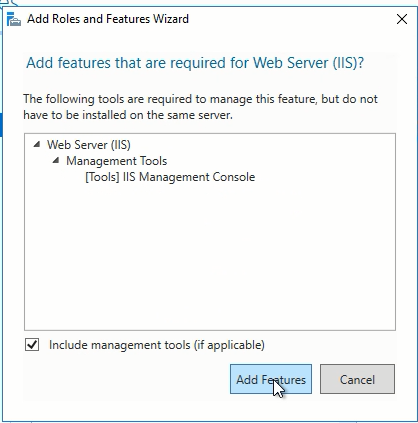 Add Roles and Features Wizard
Add features that are required for Web Server (IIS)?
The following tools are required to manage this feature, but do not
have to be installed on the same server.
Web Server (IIS)
Management Tools
[Tools] IIS Management Console
Include management tools (if applicable)
Add Features
Cancel